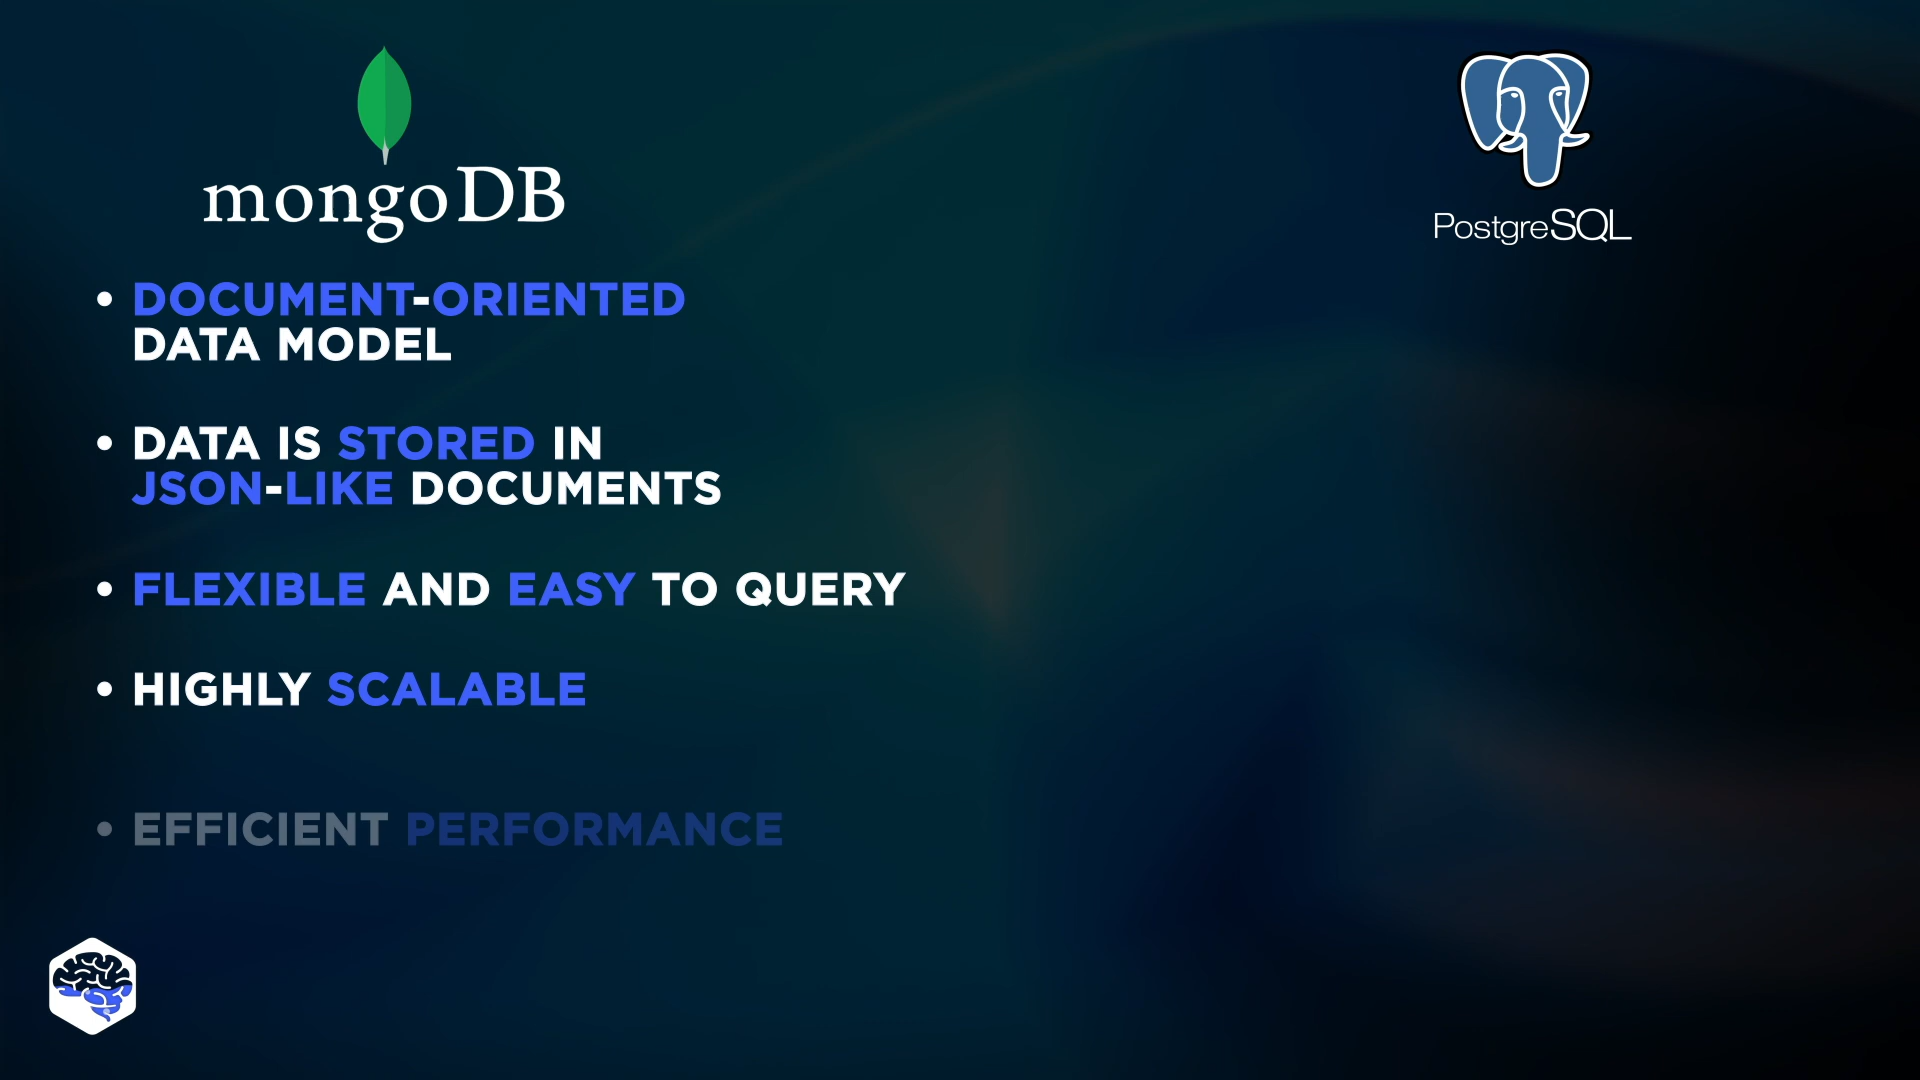 mongoDB
PostgreSQL
• DOCUMENT-ORIENTED
DATA MODEL
• DATA IS STORED IN
JSON-LIKE DOCUMENTS
• FLEXIBLE AND EASY TO QUERY
• HIGHLY SCALABLE
• EFFICIENT PERFORMANCE